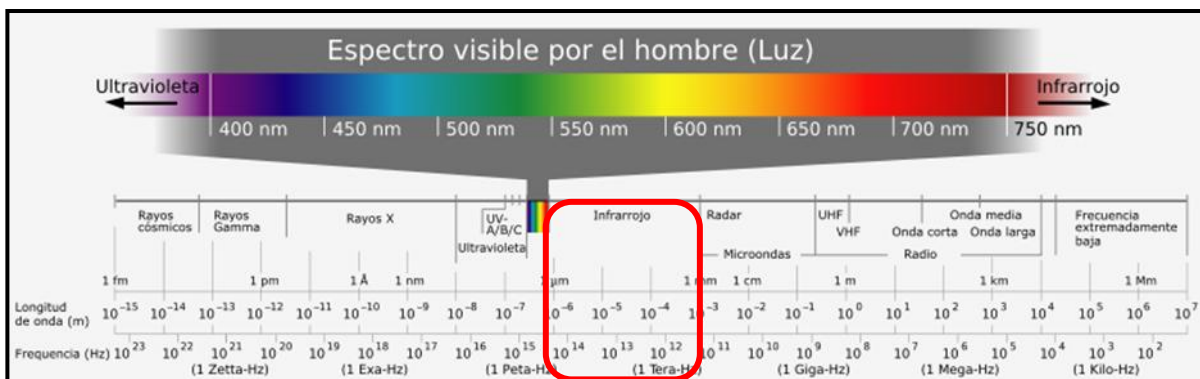 Espectro visible por el hombre (Luz)
Ultravioleta
Infrarrojo
400 nm 450 nm 500 nm 550 nm 600 nm 650 nm 700 nm 750 nm
Rayos cósmicos
Rayos Gamma
Rayos X
UV-A/B/C
Ultravioleta
Infrarrojo
Radar
Microondas
UHF
VHF
Onda corta
Onda media
Onda larga
Radio
Frecuencia extremadamente baja
1 fm 1 pm 1 Å 1 nm 1 µm 1 mm 1 cm 1 m 1 km 1 Mm
Longitud de onda (m) 10⁻¹⁵ 10⁻¹⁴ 10⁻¹³ 10⁻¹² 10⁻¹¹ 10⁻¹⁰ 10⁻⁹ 10⁻⁸ 10⁻⁷ 10⁻⁶ 10⁻⁵ 10⁻⁴ 10⁻³ 10⁻² 10⁻¹ 10⁰ 10¹ 10² 10³ 10⁴ 10⁵ 10⁶ 10⁷
Frequencia (Hz) 10²³ 10²² 10²¹ 10²⁰ 10¹⁹ 10¹⁸ 10¹⁷ 10¹⁶ 10¹⁵ 10¹⁴ 10¹³ 10¹² 10¹¹ 10¹⁰ 10⁹ 10⁸ 10⁷ 10⁶ 10⁵ 10⁴ 10³ 10²
(1 Zetta-Hz) (1 Exa-Hz) (1 Peta-Hz) (1 Tera-Hz) (1 Giga-Hz) (1 Mega-Hz) (1 Kilo-Hz)